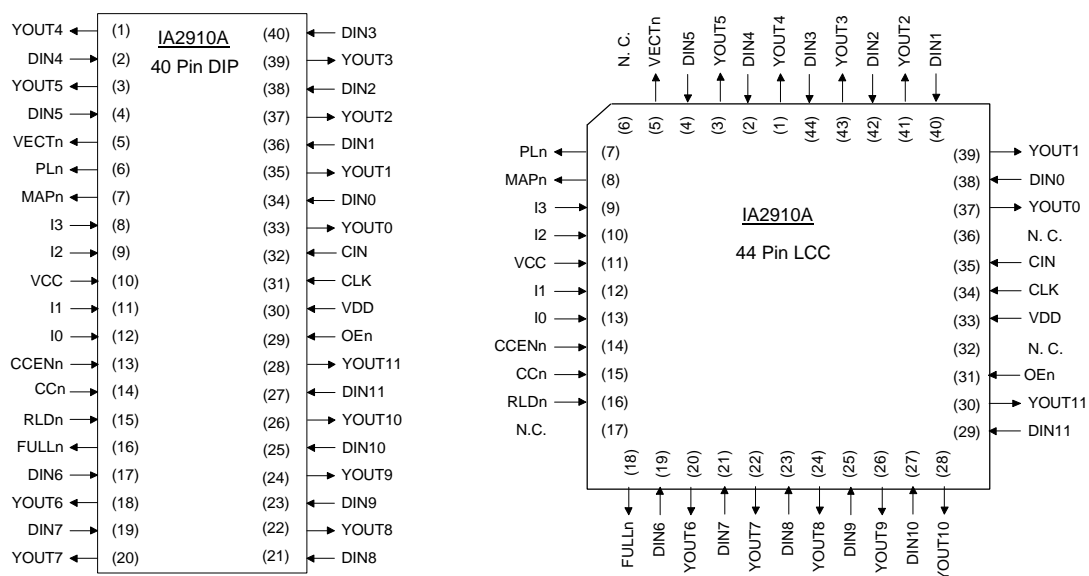 YOUT4 (1) IA2910A (40) DIN3
DIN4 (2) 40 Pin DIP (39) YOUT3
YOUT5 (3) (38) DIN2
DIN5 (4) (37) YOUT2
VECTn (5) (36) DIN1
PLn (6) (35) YOUT1
MAPn (7) (34) DIN0
I3 (8) (33) YOUT0
I2 (9) (32) CIN
VCC (10) (31) CLK
I1 (11) (30) VDD
I0 (12) (29) OEn
CCENn (13) (28) YOUT11
CCn (14) (27) DIN11
RLDn (15) (26) YOUT10
FULLn (16) (25) DIN10
DIN6 (17) (24) YOUT9
YOUT6 (18) (23) DIN9
DIN7 (19) (22) YOUT8
YOUT7 (20) (21) DIN8
N. C. VECTn DIN5 YOUT5 DIN4 YOUT4 DIN3 YOUT3 DIN2 YOUT2 DIN1
(6) (5) (4) (3) (2) (1) (44) (43) (42) (41) (40)
PLn (7) (39) YOUT1
MAPn (8) (38) DIN0
I3 (9) IA2910A (37) YOUT0
I2 (10) (36) N. C.
44 Pin LCC
VCC (11) (35) CIN
I1 (12) (34) CLK
I0 (13) (33) VDD
CCENn (14) (32) N. C.
CCn (15) (31) OEn
RLDn (16) (30) YOUT11
N.C. (17) (29) DIN11
(18) (19) (20) (21) (22) (23) (24) (25) (26) (27) (28)
FULLn DIN6 YOUT6 DIN7 YOUT7 DIN8 YOUT8 DIN9 YOUT9 DIN10 YOUT10